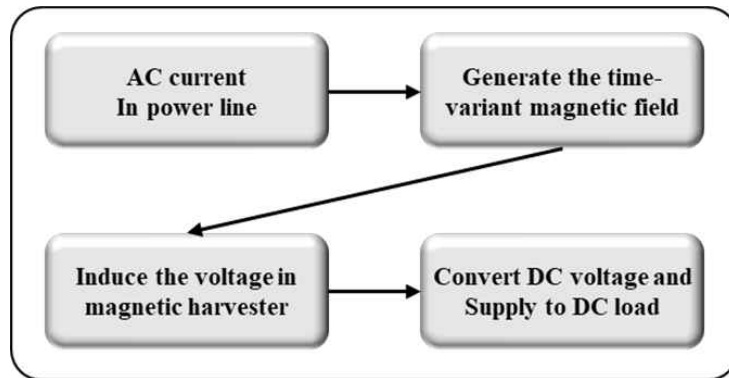 AC current
In power line
Generate the time-
variant magnetic field
Induce the voltage in
magnetic harvester
Convert DC voltage and
Supply to DC load